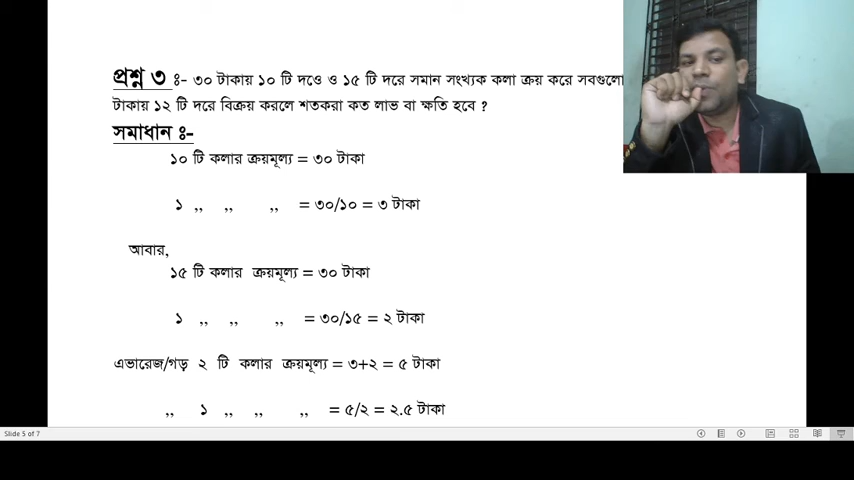 প্রশ্ন ৩ ঃ- ৩০ টাকায় ১০ টি দওে ও ১৫ টি দরে সমান সংখ্যক কলা ক্রয় করে সবগুলো
টাকায় ১২ টি দরে বিক্রয় করলে শতকরা কত লাভ বা ক্ষতি হবে ?
সমাধান ঃ-
১০ টি কলার ক্রয়মূল্য = ৩০ টাকা
১ ,, ,, ,, = ৩০/১০ = ৩ টাকা
আবার,
১৫ টি কলার ক্রয়মূল্য = ৩০ টাকা
১ ,, ,, ,, = ৩০/১৫ = ২ টাকা
এভারেজ/গড় ২ টি কলার ক্রয়মূল্য = ৩+২ = ৫ টাকা
,, ১ ,, ,, ,, = ৫/২ = ২.৫ টাকা
Slide 5 of 7